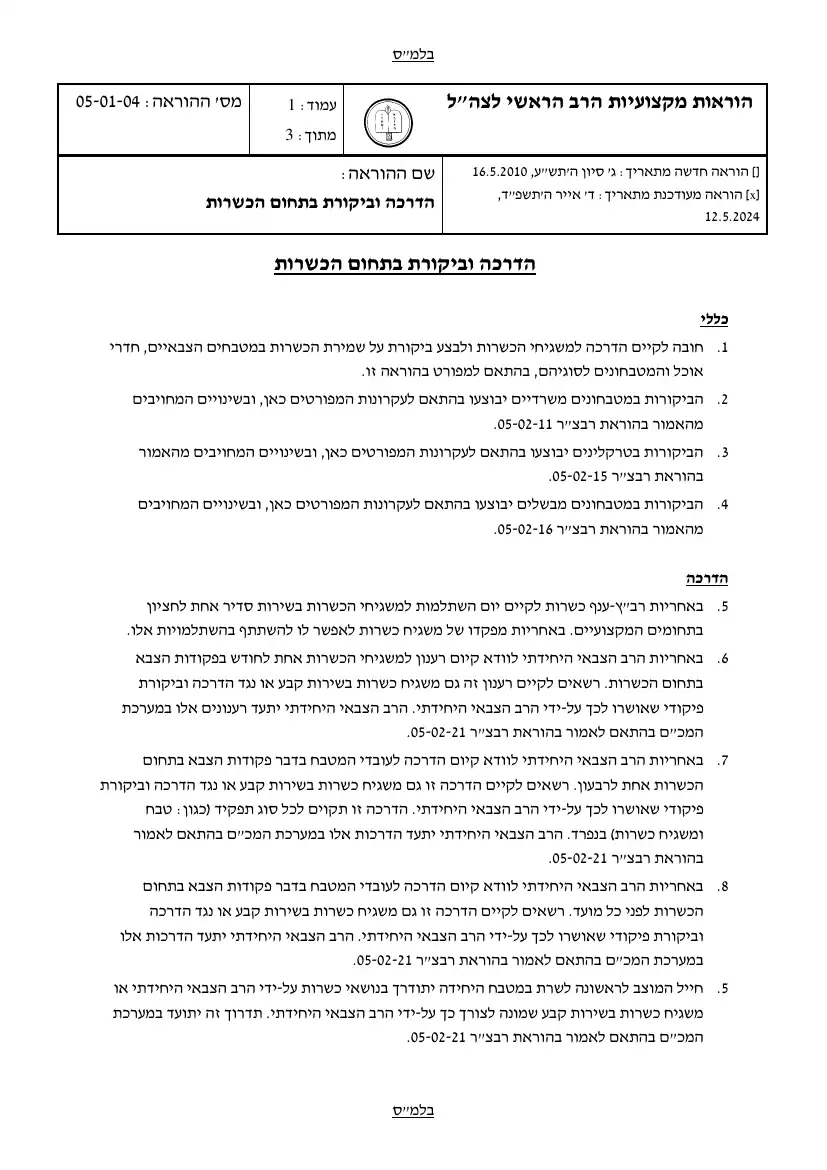 בלמ״ס
הוראות מקצועיות הרב הראשי לצה״ל
עמוד: 1
מתוך: 3
מס׳ ההוראה: 05-01-04
[] הוראה חדשה מתאריך: ג׳ סיון ה׳תש״ע, 16.5.2010
[x] הוראה מעודכנת מתאריך: ד׳ אייר ה׳תשפ״ד,
12.5.2024
שם ההוראה:
הדרכה וביקורת בתחום הכשרות
הדרכה וביקורת בתחום הכשרות
כללי
1. חובה לקיים הדרכה למשגיחי הכשרות ולבצע ביקורת על שמירת הכשרות במטבחים הצבאיים, חדרי
אוכל והמטבחונים לסוגיהם, בהתאם למפורט בהוראה זו.
2. הביקורות במטבחונים משרדיים יבוצעו בהתאם לעקרונות המפורטים כאן, ובשינויים המחויבים
מהאמור בהוראת רבצ״ר 05-02-11.
3. הביקורות בטרקלינים יבוצעו בהתאם לעקרונות המפורטים כאן, ובשינויים המחויבים מהאמור
בהוראת רבצ״ר 05-02-15.
4. הביקורות במטבחונים מבשלים יבוצעו בהתאם לעקרונות המפורטים כאן, ובשינויים המחויבים
מהאמור בהוראת רבצ״ר 05-02-16.
הדרכה
5. באחריות רב״ץ-ענף כשרות לקיים יום השתלמות למשגיחי הכשרות בשירות סדיר אחת לחציון
בתחומים המקצועיים. באחריות מפקדו של משגיח כשרות לאפשר לו להשתתף בהשתלמויות אלו.
6. באחריות הרב הצבאי היחידתי לוודא קיום רענון למשגיחי הכשרות אחת לחודש בפקודות הצבא
בתחום הכשרות. רשאים לקיים רענון זה גם משגיח כשרות בשירות קבע או נגד הדרכה וביקורת
פיקודי שאושרו לכך על-ידי הרב הצבאי היחידתי. הרב הצבאי היחידתי יתעד רענונים אלו במערכת
המכ״ם בהתאם לאמור בהוראת רבצ״ר 05-02-21.
7. באחריות הרב הצבאי היחידתי לוודא קיום הדרכה לעובדי המטבח בדבר פקודות הצבא בתחום
הכשרות אחת לרבעון. רשאים לקיים הדרכה זו גם משגיח כשרות בשירות קבע או נגד הדרכה וביקורת
פיקודי שאושרו לכך על-ידי הרב הצבאי היחידתי. הדרכה זו תקוים לכל סוג תפקיד (כגון: טבח
ומשגיח כשרות) בנפרד. הרב הצבאי היחידתי יתעד הדרכות אלו במערכת המכ״ם בהתאם לאמור
בהוראת רבצ״ר 05-02-21.
8. באחריות הרב הצבאי היחידתי לוודא קיום הדרכה לעובדי המטבח בדבר פקודות הצבא בתחום
הכשרות לפני כל מועד. רשאים לקיים הדרכה זו גם משגיח כשרות בשירות קבע או נגד הדרכה
וביקורת פיקודי שאושרו לכך על-ידי הרב הצבאי היחידתי. הרב הצבאי היחידתי יתעד הדרכות אלו
במערכת המכ״ם בהתאם לאמור בהוראת רבצ״ר 05-02-21.
5. חייל המוצב לראשונה לשרת במטבח היחידה יתודרך בנושאי כשרות על-ידי הרב הצבאי היחידתי או
משגיח כשרות בשירות קבע שמונה לצורך כך על-ידי הרב הצבאי היחידתי. תדרוך זה יתועד במערכת
המכ״ם בהתאם לאמור בהוראת רבצ״ר 05-02-21.
בלמ״ס